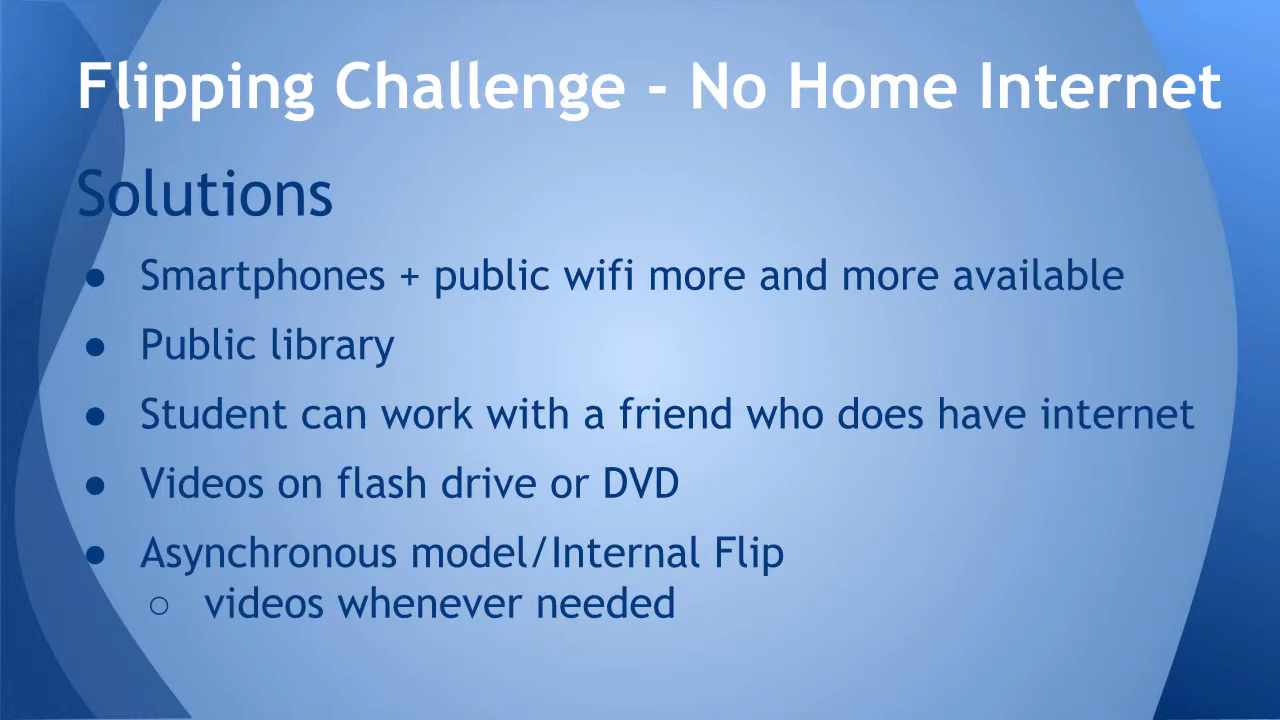 Flipping Challenge - No Home Internet
Solutions
● Smartphones + public wifi more and more available
● Public library
● Student can work with a friend who does have internet
● Videos on flash drive or DVD
● Asynchronous model/Internal Flip
○ videos whenever needed